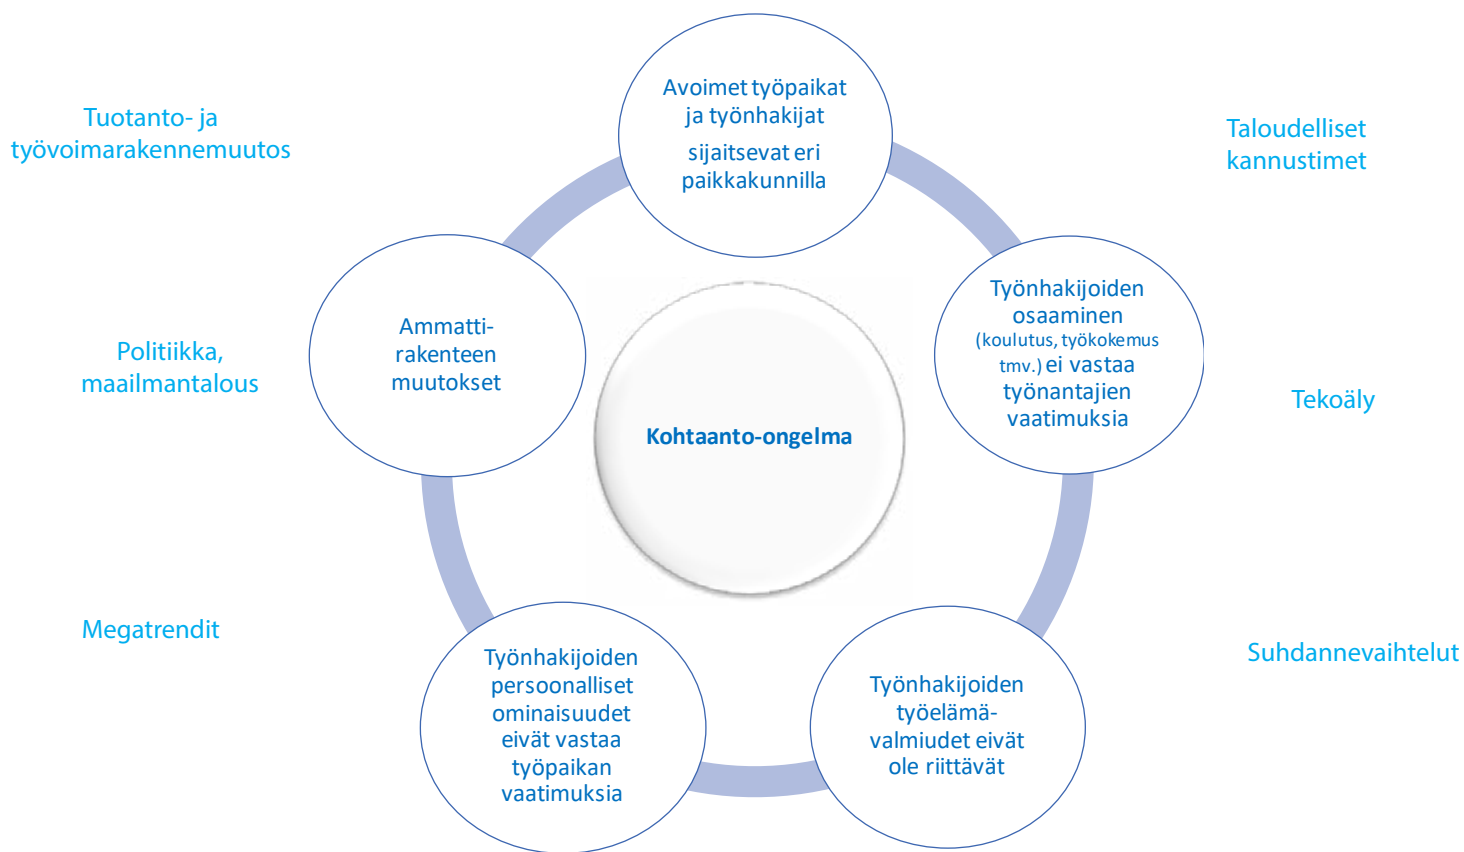 Avoimet työpaikat
ja työnhakijat
sijaitsevat eri
paikkakunnilla
Tuotanto- ja
työvoimarakennemuutos
Taloudelliset
kannustimet
Työnhakijoiden
osaaminen
(koulutus, työkokemus
tmv.) ei vastaa
työnantajien
vaatimuksia
Ammatti-
rakenteen
muutokset
Politiikka,
maailmantalous
Tekoäly
Kohtaanto-ongelma
Megatrendit
Suhdannevaihtelut
Työnhakijoiden
persoonalliset
ominaisuudet
eivät vastaa
työpaikan
vaatimuksia
Työnhakijoiden
työelämä-
valmiudet eivät
ole riittävät